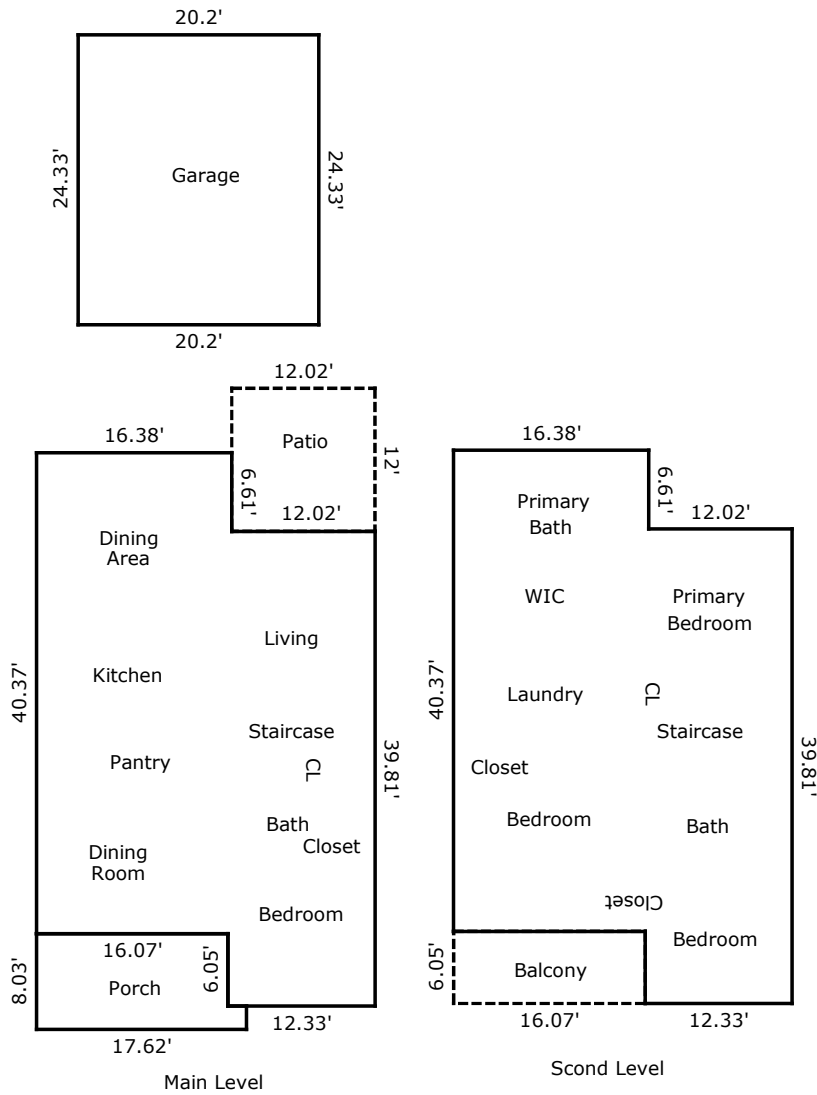 20.2'
24.33'
Garage
24.33'
20.2'
12.02'
Patio
12'
16.38'
6.61'
12.02'
Dining
Area
Living
Kitchen
40.37'
Staircase
Pantry
CL
39.81'
Bath
Closet
Dining
Room
Bedroom
16.07'
6.05'
8.03'
Porch
12.33'
17.62'
Main Level
16.38'
6.61'
12.02'
Primary
Bath
WIC
Primary
Bedroom
40.37'
Laundry
CL
Staircase
Closet
39.81'
Bedroom
Bath
Closet
Bedroom
6.05'
Balcony
16.07'
12.33'
Scond Level